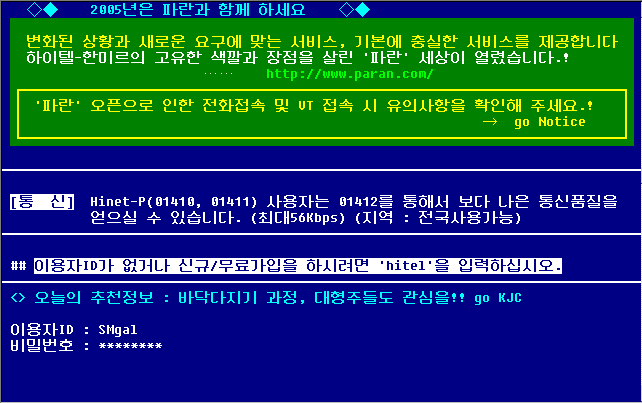 ◇◆ 2005년은 파란과 함께 하세요 ◇◆
변화된 상황과 새로운 요구에 맞는 서비스, 기본에 충실한 서비스를 제공합니다
하이텔-한미르의 고유한 색깔과 장점을 살린 '파란' 세상이 열렸습니다.!
...... http://www.paran.com/
'파란' 오픈으로 인한 전화접속 및 VT 접속 시 유의사항을 확인해 주세요.!
→ go Notice
[통 신] Hinet-P(01410, 01411) 사용자는 01412를 통해서 보다 나은 통신품질을
얻으실 수 있습니다. (최대56Kbps) (지역 : 전국사용가능)
## 이용자ID가 없거나 신규/무료가입을 하시려면 'hitel'을 입력하십시오.
<> 오늘의 추천정보 : 바닥다지기 과정, 대형주들도 관심을!! go KJC
이용자ID : SMgal
비밀번호 : ********